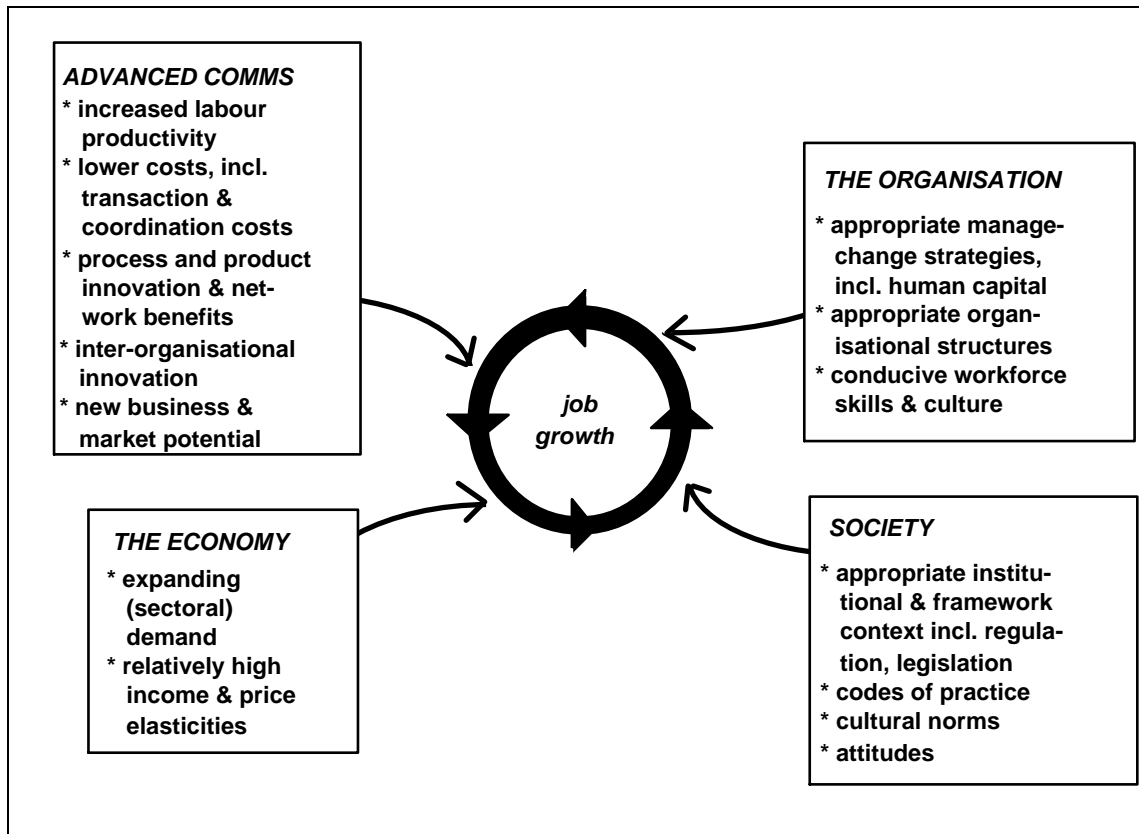 ADVANCED COMMS
* increased labour
productivity
* lower costs, incl.
transaction &
coordination costs
* process and product
innovation & net-
work benefits
* inter-organisational
innovation
* new business &
market potential
THE ORGANISATION
* appropriate manage-
change strategies,
incl. human capital
* appropriate organ-
isational structures
* conducive workforce
skills & culture
job
growth
THE ECONOMY
* expanding
(sectoral)
demand
* relatively high
income & price
elasticities
SOCIETY
* appropriate institu-
tional & framework
context incl. regula-
tion, legislation
* codes of practice
* cultural norms
* attitudes